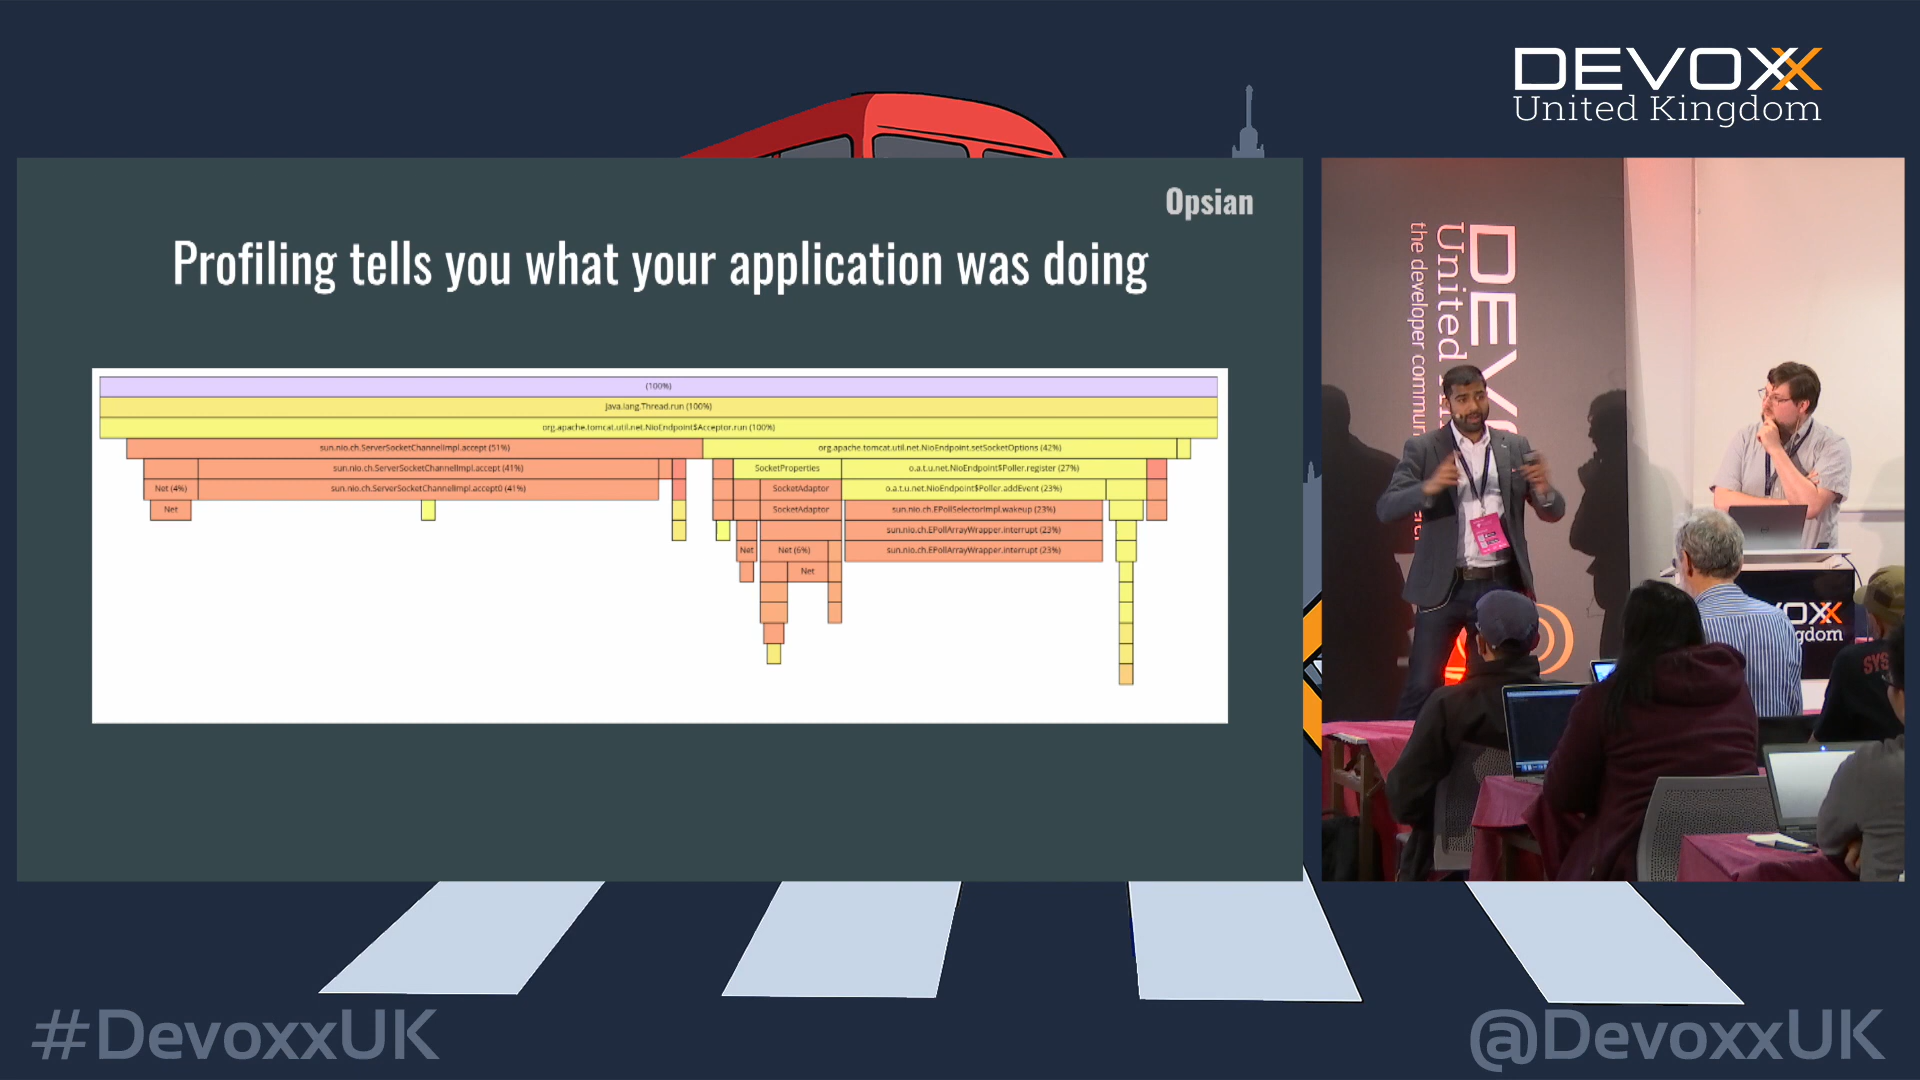 DEVOXX
United Kingdom
Opsian
Profiling tells you what your application was doing
(100%)
java.lang.Thread.run (100%)
org.apache.tomcat.util.net.NioEndpoint$Acceptor.run (100%)
sun.nio.ch.ServerSocketChannelImpl.accept (51%)
org.apache.tomcat.util.net.NioEndpoint.setSocketOptions (42%)
sun.nio.ch.ServerSocketChannelImpl.accept (41%)
SocketProperties
o.a.t.u.net.NioEndpoint$Poller.register (27%)
Net (4%)
sun.nio.ch.ServerSocketChannelImpl.accept0 (41%)
SocketAdaptor
o.a.t.u.net.NioEndpoint$Poller.addEvent (23%)
Net
SocketAdaptor
sun.nio.ch.EPollSelectorImpl.wakeup (23%)
sun.nio.ch.EPollArrayWrapper.interrupt (23%)
Net
Net (6%)
sun.nio.ch.EPollArrayWrapper.interrupt (23%)
Net
DEV
United
the developer commun
OXX
gdom
SYS
#DevoxxUK
@DevoxxUK